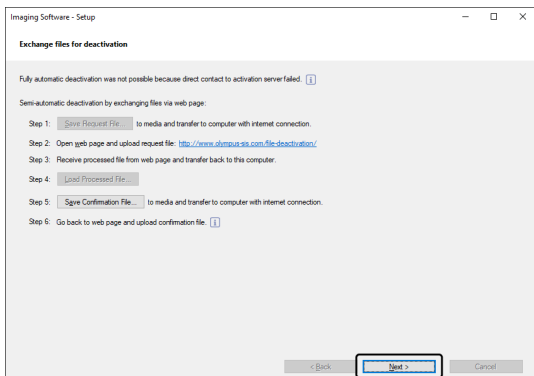 Imaging Software - Setup
Exchange files for deactivation
Fully automatic deactivation was not possible because direct contact to activation server failed. i
Semi-automatic deactivation by exchanging files via web page:
Step 1: Save Request File... to media and transfer to computer with internet connection.
Step 2: Open web page and upload request file: http://www.olympus-sis.com/file-deactivation/
Step 3: Receive processed file from web page and transfer back to this computer.
Step 4: Load Processed File...
Step 5: Save Confirmation File... to media and transfer to computer with internet connection.
Step 6: Go back to web page and upload confirmation file. i
< Back Next > Cancel